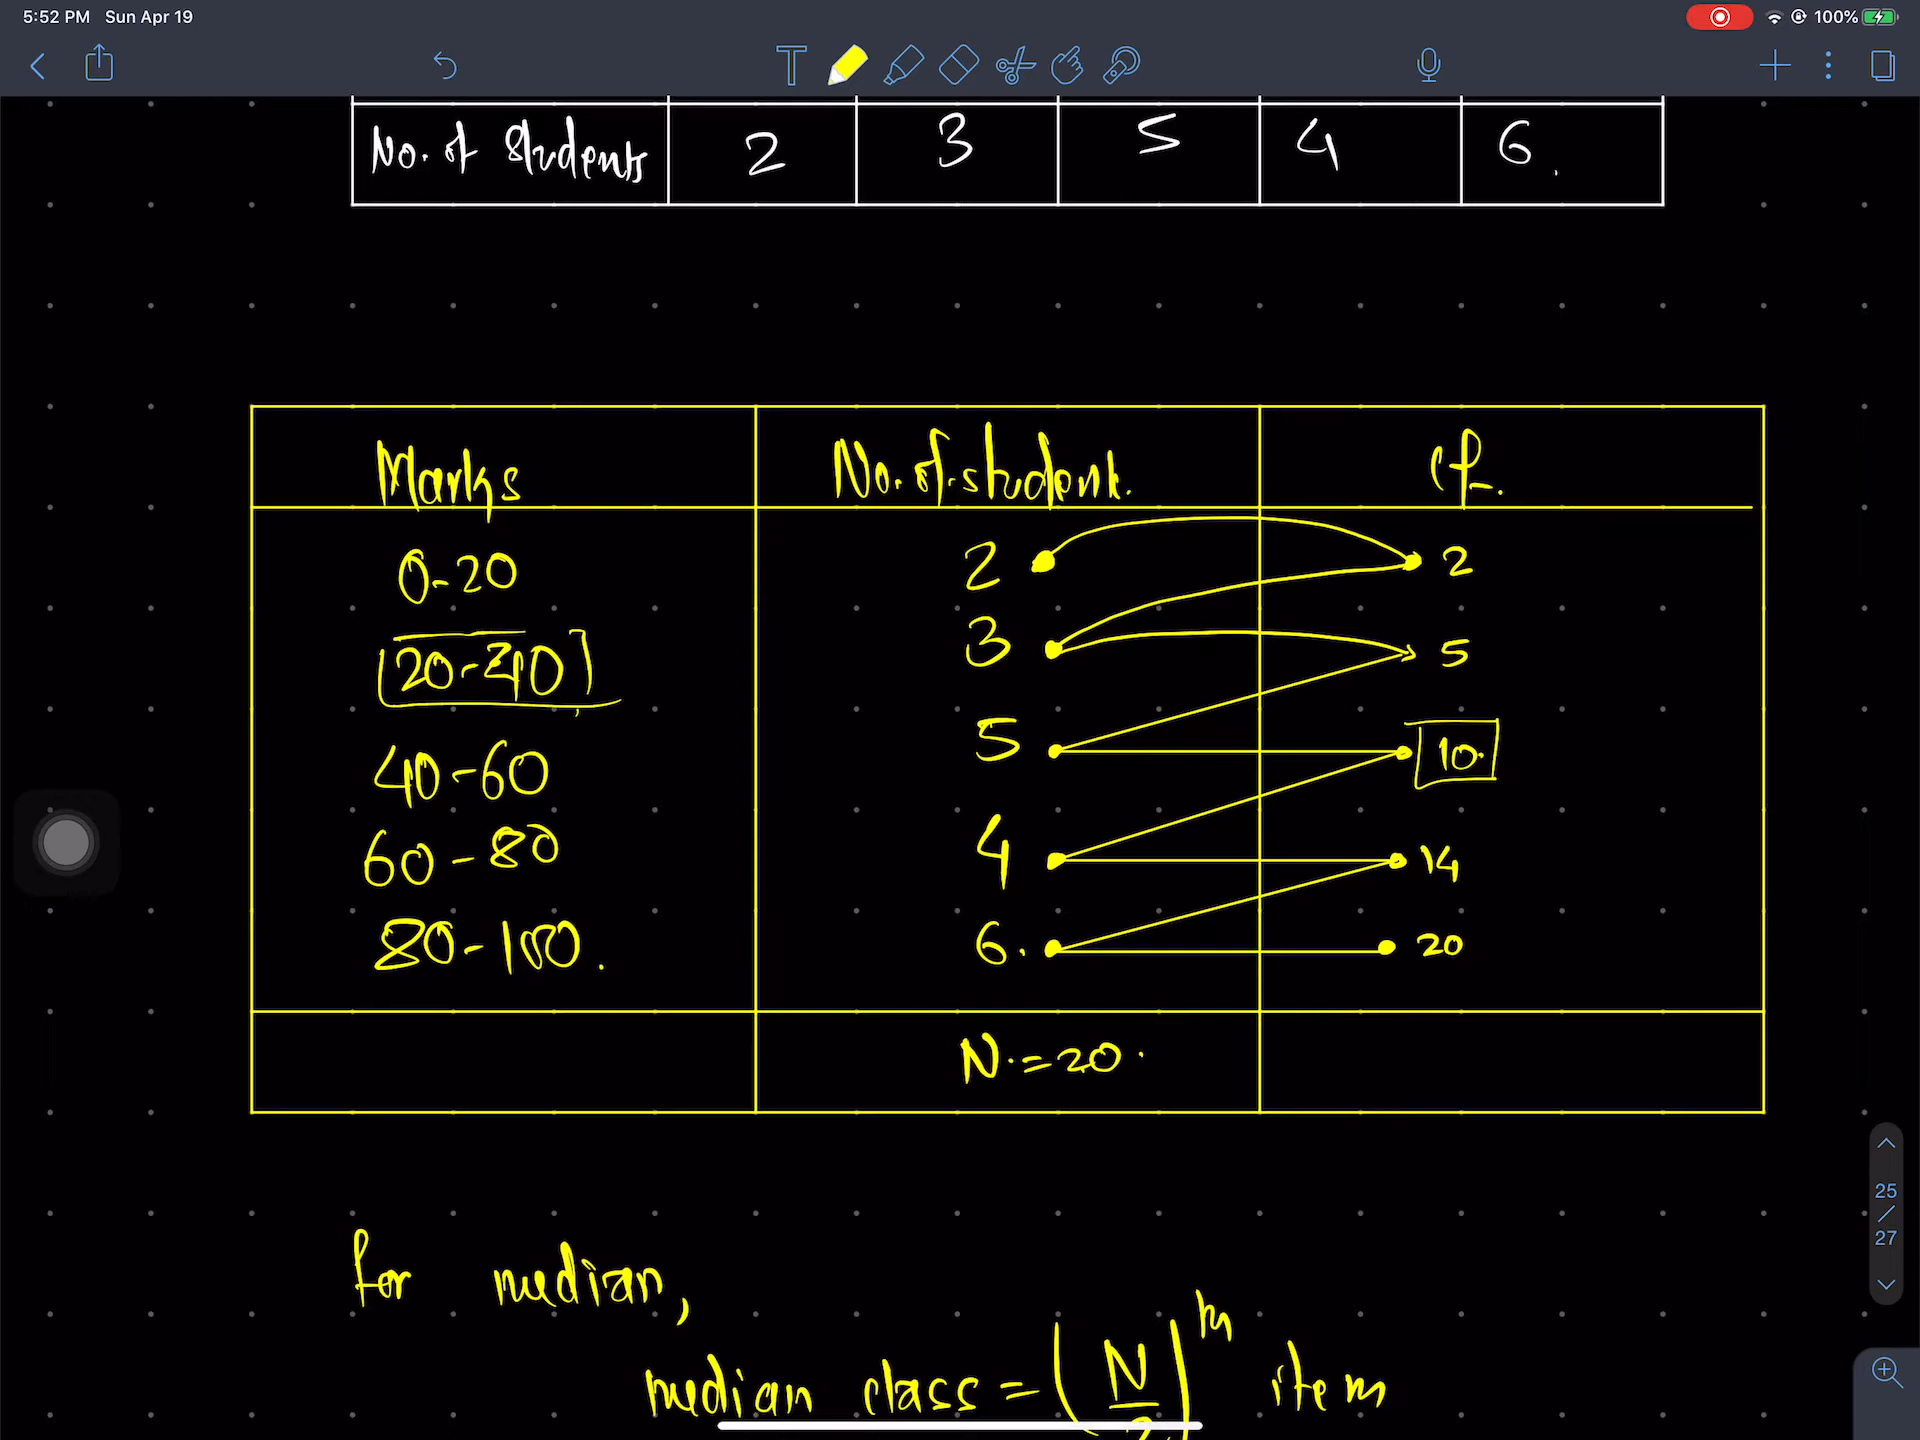 5:52 PM Sun Apr 19 100%
No. of Students 2 3 5 4 6.
Marks No. of student. cf.
0-20 2 2
20-40 3 5
40-60 5 10.
60-80 4 14
80-100. 6. 20
N.=20.
25
/
27
for median,
median class = (N/2)th item